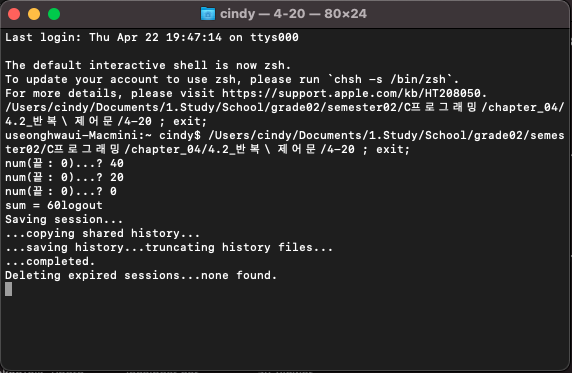 cindy — 4-20 — 80×24
Last login: Thu Apr 22 19:47:14 on ttys000
The default interactive shell is now zsh.
To update your account to use zsh, please run `chsh -s /bin/zsh`.
For more details, please visit https://support.apple.com/kb/HT208050.
/Users/cindy/Documents/1.Study/School/grade02/semester02/C프로그래밍/chapter_04/
4.2_반복\ 제어문/4-20 ; exit;
useonghwaui-Macmini:~ cindy$ /Users/cindy/Documents/1.Study/School/grade02/semes
ter02/C프로그래밍/chapter_04/4.2_반복\ 제어문/4-20 ; exit;
num(끝 : 0)...? 40
num(끝 : 0)...? 20
num(끝 : 0)...? 0
sum = 60logout
Saving session...
...copying shared history...
...saving history...truncating history files...
...completed.
Deleting expired sessions...none found.